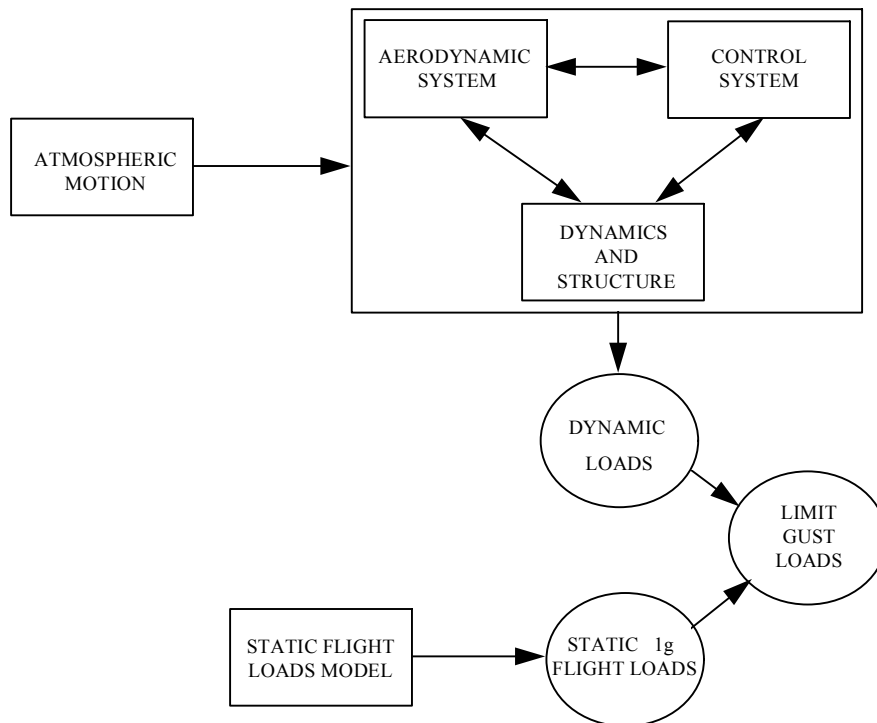 AERODYNAMIC
SYSTEM
CONTROL
SYSTEM
ATMOSPHERIC
MOTION
DYNAMICS
AND
STRUCTURE
DYNAMIC
LOADS
LIMIT
GUST
LOADS
STATIC FLIGHT
LOADS MODEL
STATIC 1g
FLIGHT LOADS